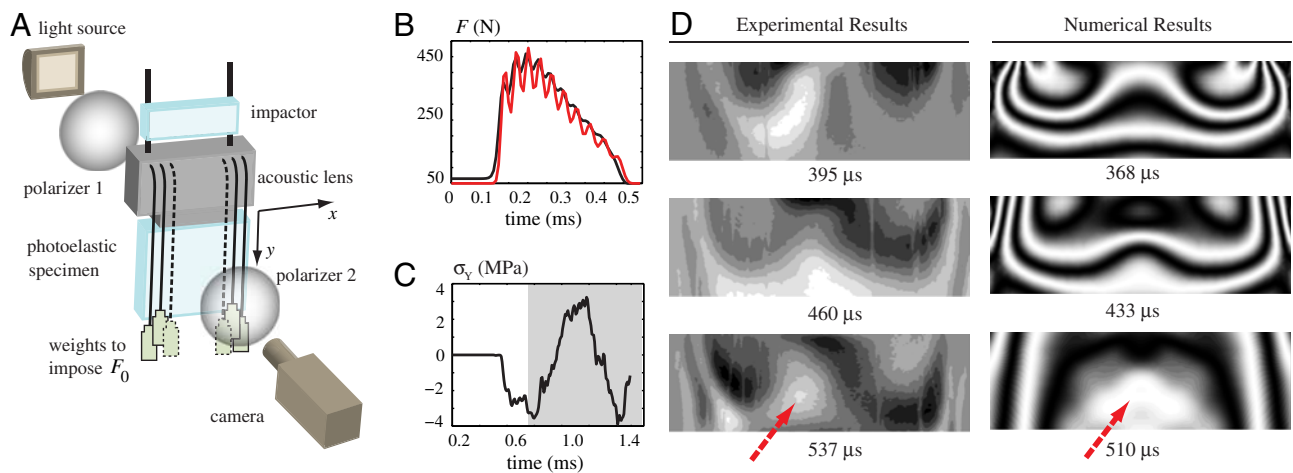 A
light source
impactor
polarizer 1
acoustic lens
x
y
photoelastic
specimen
polarizer 2
weights to
impose F0
camera
B
F (N)
450
250
50
0 0.1 0.2 0.3 0.4 0.5
time (ms)
C
σY (MPa)
4
2
0
−2
−4
0.2 0.6 1.0 1.4
time (ms)
D
Experimental Results
Numerical Results
395 µs
368 µs
460 µs
433 µs
537 µs
510 µs